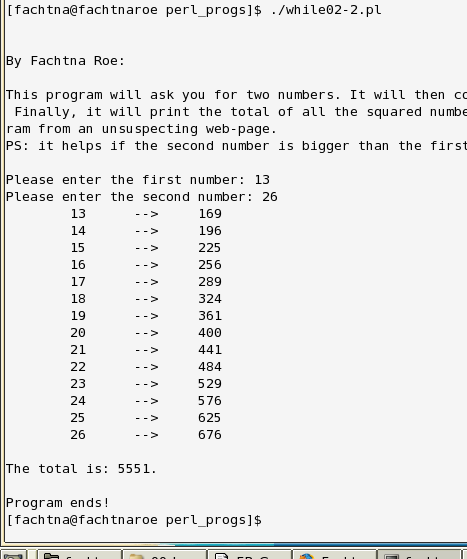 [fachtna@fachtnaroe perl_progs]$ ./while02-2.pl
By Fachtna Roe:
This program will ask you for two numbers. It will then
Finally, it will print the total of all the squared
ram from an unsuspecting web-page.
PS: it helps if the second number is bigger than the first
Please enter the first number: 13
Please enter the second number: 26
13 --> 169
14 --> 196
15 --> 225
16 --> 256
17 --> 289
18 --> 324
19 --> 361
20 --> 400
21 --> 441
22 --> 484
23 --> 529
24 --> 576
25 --> 625
26 --> 676
The total is: 5551.
Program ends!
[fachtna@fachtnaroe perl_progs]$